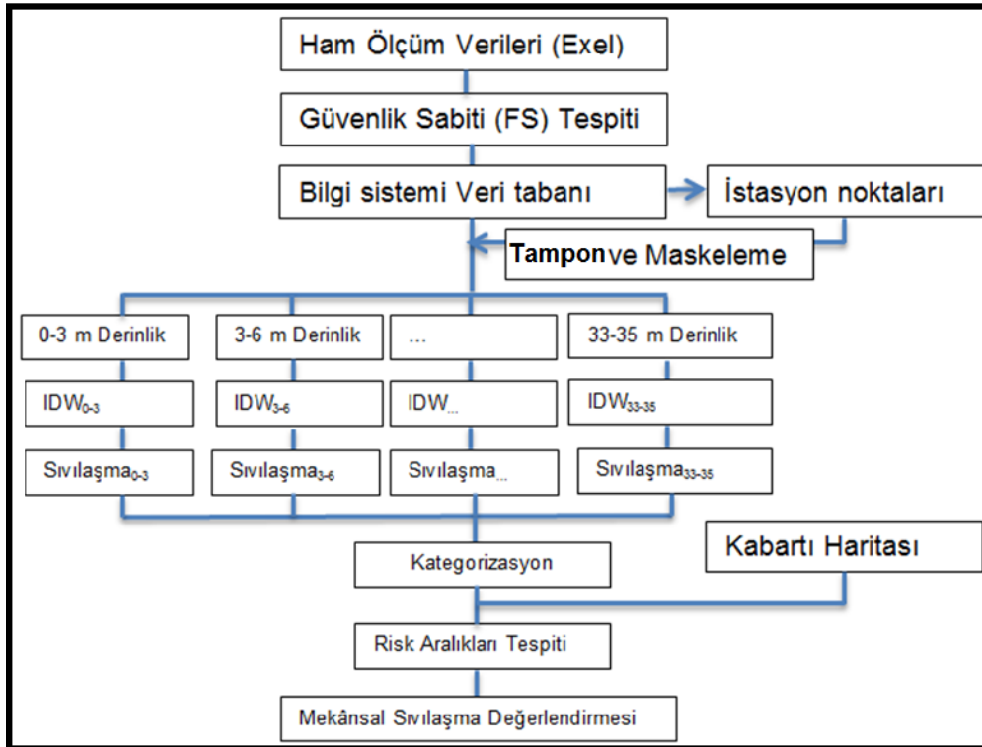 Ham Ölçüm Verileri (Exel)
Güvenlik Sabiti (FS) Tespiti
Bilgi sistemi Veri tabanı
İstasyon noktaları
Tampon ve Maskeleme
0-3 m Derinlik
3-6 m Derinlik
...
33-35 m Derinlik
IDW0-3
IDW3-6
IDW...
IDW33-35
Sıvılaşma0-3
Sıvılaşma3-6
Sıvılaşma...
Sıvılaşma33-35
Kategorizasyon
Kabartı Haritası
Risk Aralıkları Tespiti
Mekânsal Sıvılaşma Değerlendirmesi